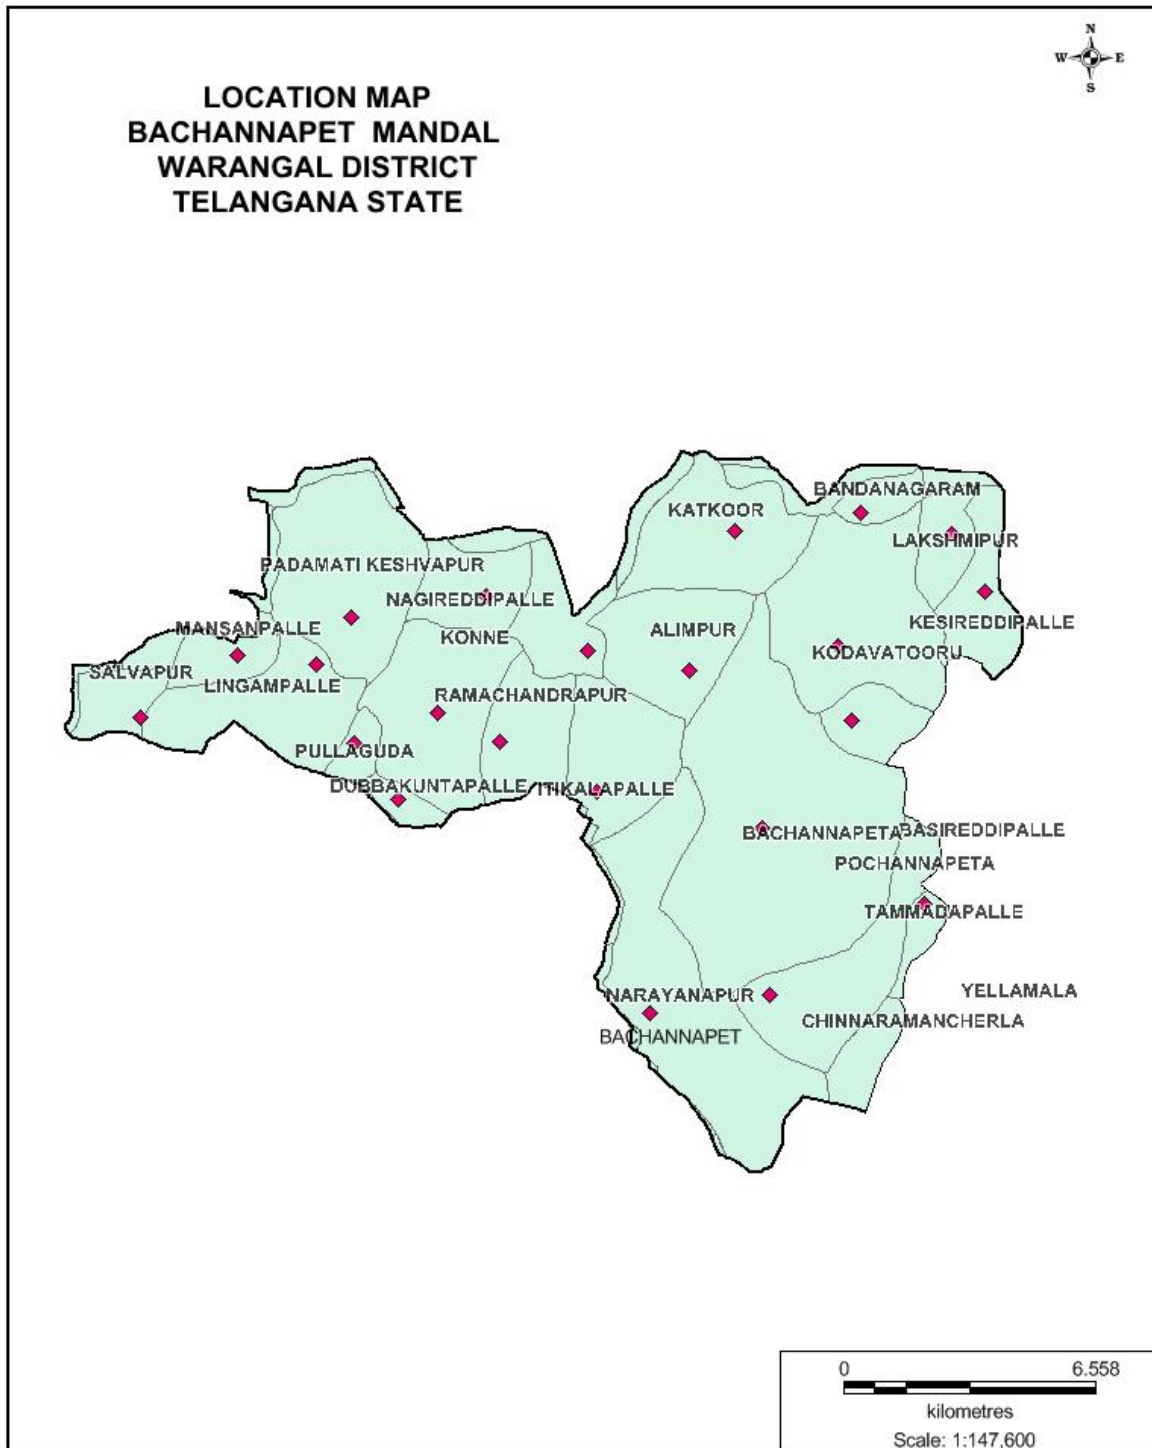 N
W E
S
LOCATION MAP
BACHANNAPET MANDAL
WARANGAL DISTRICT
TELANGANA STATE
BANDANAGARAM
KATKOOR
LAKSHMIPUR
PADAMATI KESHVAPUR
NAGIREDDIPALLE
KESIREDDIPALLE
MANSANPALLE
ALIMPUR
KONNE
KODAVATOORU
SALVAPUR
LINGAMPALLE
RAMACHANDRAPUR
PULLAGUDA
DUBBAKUNTAPALLE
ITIKALAPALLE
BACHANNAPETA
BASIREDDIPALLE
POCHANNAPETA
TAMMADAPALLE
YELLAMALA
NARAYANAPUR
CHINNARAMANCHERLA
BACHANNAPET
0 6.558
kilometres
Scale: 1:147,600